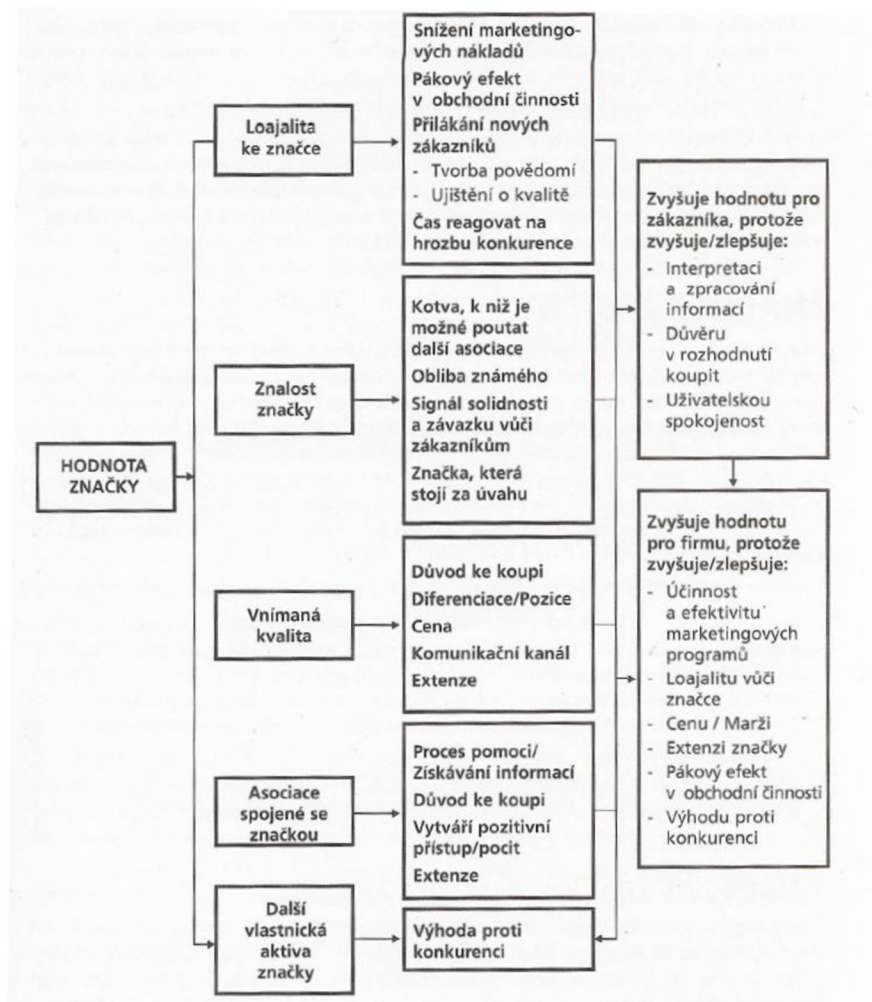 HODNOTA
ZNAČKY
Loajalita
ke značce
Znalost
značky
Vnímaná
kvalita
Asociace
spojené se
značkou
Další
vlastnická
aktiva
značky
Snížení marketingo-
vých nákladů
Pákový efekt
v obchodní činnosti
Přilákání nových
zákazníků
- Tvorba povědomí
- Ujištění o kvalitě
Čas reagovat na
hrozbu konkurence
Kotva, k niž je
možné poutat
další asociace
Obliba známého
Signál solidnosti
a závazku vůči
zákazníkům
Značka, která
stojí za úvahu
Důvod ke koupi
Diferenciace/Pozice
Cena
Komunikační kanál
Extenze
Proces pomoci/
Získávání informací
Důvod ke koupi
Vytváří pozitivní
přístup/pocit
Extenze
Výhoda proti
konkurenci
Zvyšuje hodnotu pro
zákazníka, protože
zvyšuje/zlepšuje:
- Interpretaci
a zpracování
informací
- Důvěru
v rozhodnutí
koupit
- Uživatelskou
spokojenost
Zvyšuje hodnotu
pro firmu, protože
zvyšuje/zlepšuje:
- Účinnost
a efektivitu
marketingových
programů
- Loajalitu vůči
značce
- Cenu / Marži
- Extenzi značky
- Pákový efekt
v obchodní činnosti
- Výhodu proti
konkurenci